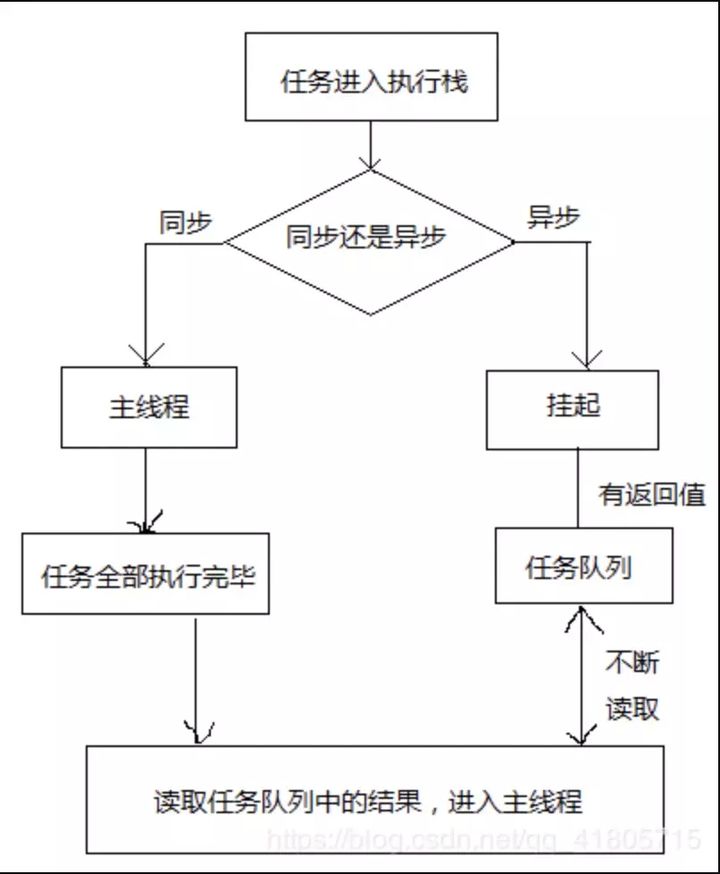 任务进入执行栈
同步
同步还是异步
异步
主线程
挂起
有返回值
任务全部执行完毕
任务队列
不断
读取
读取任务队列中的结果，进入主线程
https://blog.csdn.net/qq_41805715